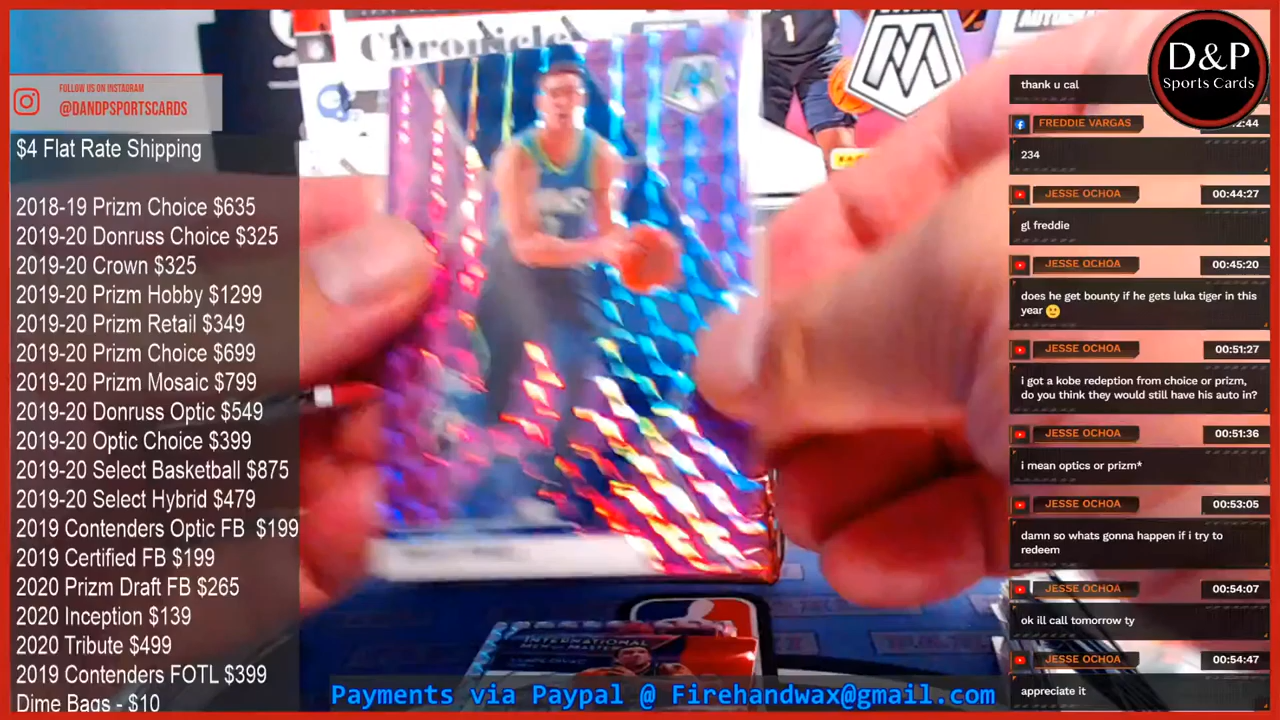 FOLLOW US ON INSTAGRAM
@DANDPSPORTSCARDS
$4 Flat Rate Shipping
2018-19 Prizm Choice $635
2019-20 Donruss Choice $325
2019-20 Crown $325
2019-20 Prizm Hobby $1299
2019-20 Prizm Retail $349
2019-20 Prizm Choice $699
2019-20 Prizm Mosaic $799
2019-20 Donruss Optic $549
2019-20 Optic Choice $399
2019-20 Select Basketball $875
2019-20 Select Hybrid $479
2019 Contenders Optic FB $199
2019 Certified FB $199
2020 Prizm Draft FB $265
2020 Inception $139
2020 Tribute $499
2019 Contenders FOTL $399
Dime Bags - $10
Chronicles
INTERNATIONAL
MEN OF MASTERY
Payments via Paypal @ Firehandwax@gmail.com
D&P
Sports Cards
thank u cal
FREDDIE VARGAS
2:44
234
JESSE OCHOA 00:44:27
gl freddie
JESSE OCHOA 00:45:20
does he get bounty if he gets luka tiger in this
year 🙂
JESSE OCHOA 00:51:27
i got a kobe redeption from choice or prizm,
do you think they would still have his auto in?
JESSE OCHOA 00:51:36
i mean optics or prizm*
JESSE OCHOA 00:53:05
damn so whats gonna happen if i try to
redeem
JESSE OCHOA 00:54:07
ok ill call tomorrow ty
JESSE OCHOA 00:54:47
appreciate it